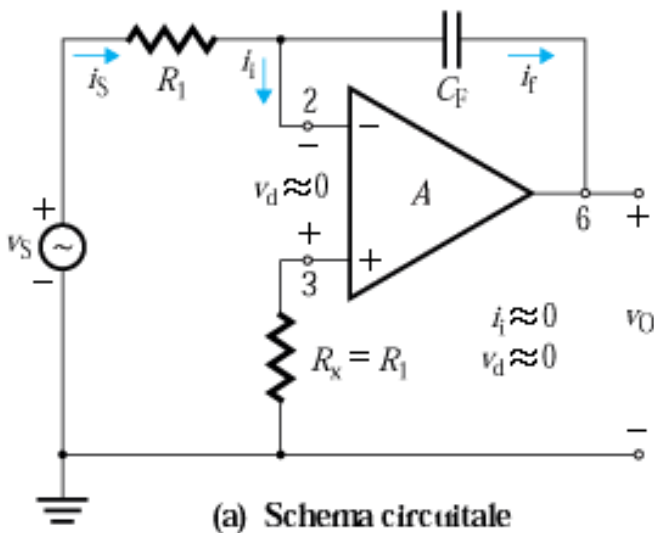 i_S
R_1
i_i
C_F
i_f
2
−
−
v_d ≈ 0
A
6
+
+
v_S
~
−
+
+
3
i_i ≈ 0
v_O
R_x = R_1
v_d ≈ 0
−
(a) Schema circuitale